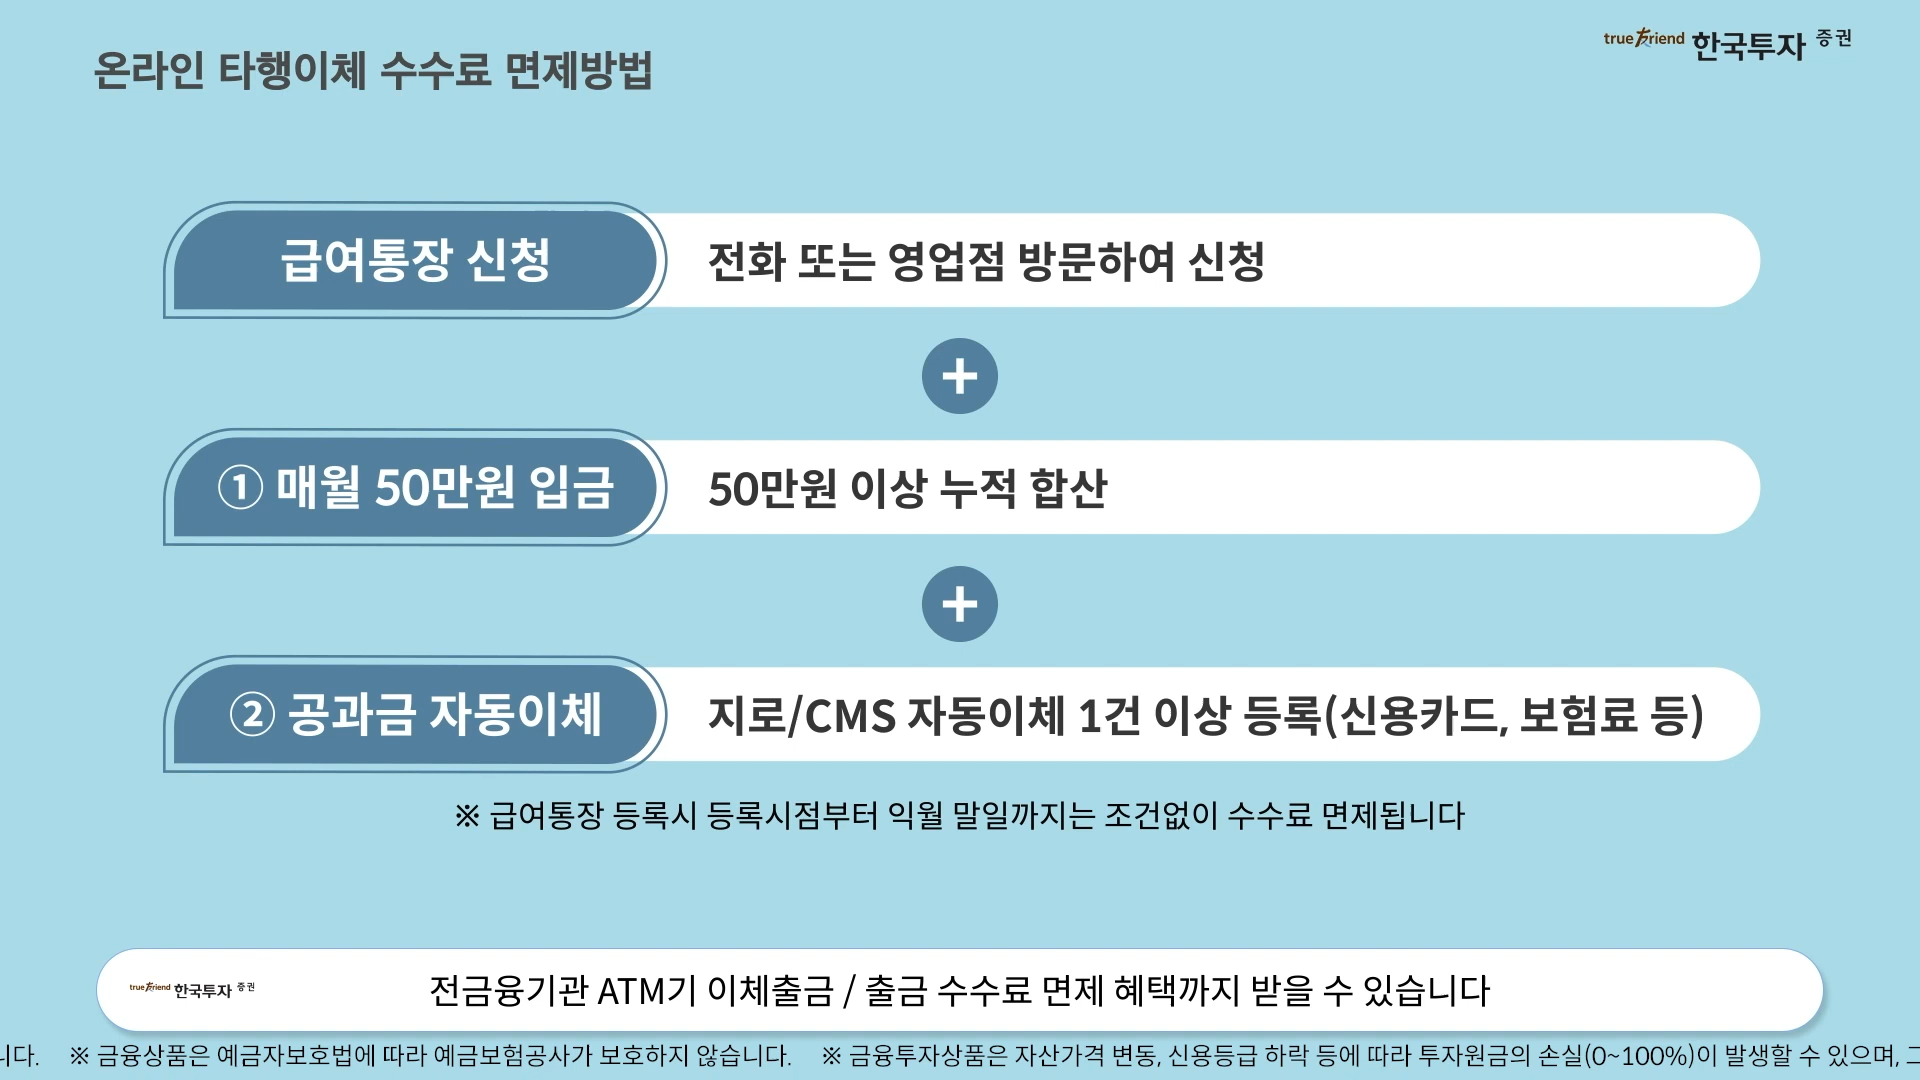 온라인 타행이체 수수료 면제방법
true friend 한국투자 증권
급여통장 신청
전화 또는 영업점 방문하여 신청
+
① 매월 50만원 입금
50만원 이상 누적 합산
+
② 공과금 자동이체
지로/CMS 자동이체 1건 이상 등록(신용카드, 보험료 등)
※ 급여통장 등록시 등록시점부터 익월 말일까지는 조건없이 수수료 면제됩니다
true friend 한국투자 증권
전금융기관 ATM기 이체출금 / 출금 수수료 면제 혜택까지 받을 수 있습니다
니다. ※ 금융상품은 예금자보호법에 따라 예금보험공사가 보호하지 않습니다. ※ 금융투자상품은 자산가격 변동, 신용등급 하락 등에 따라 투자원금의 손실(0~100%)이 발생할 수 있으며,